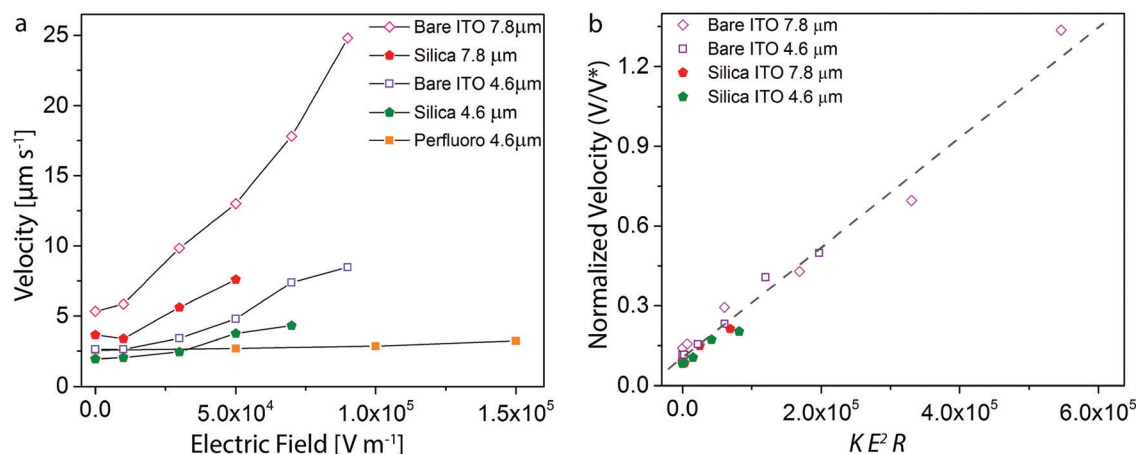 a
Bare ITO 7.8μm
Silica 7.8 μm
Bare ITO 4.6μm
Silica 4.6 μm
Perfluoro 4.6μm
25
20
15
10
5
0
Velocity [μm s⁻¹]
0.0
5.0x10⁴
1.0x10⁵
1.5x10⁵
Electric Field [V m⁻¹]
b
Bare ITO 7.8 μm
Bare ITO 4.6 μm
Silica ITO 7.8 μm
Silica ITO 4.6 μm
1.2
0.9
0.6
0.3
0.0
Normalized Velocity (V/V*)
0.0
2.0x10⁵
4.0x10⁵
6.0x10⁵
K E² R